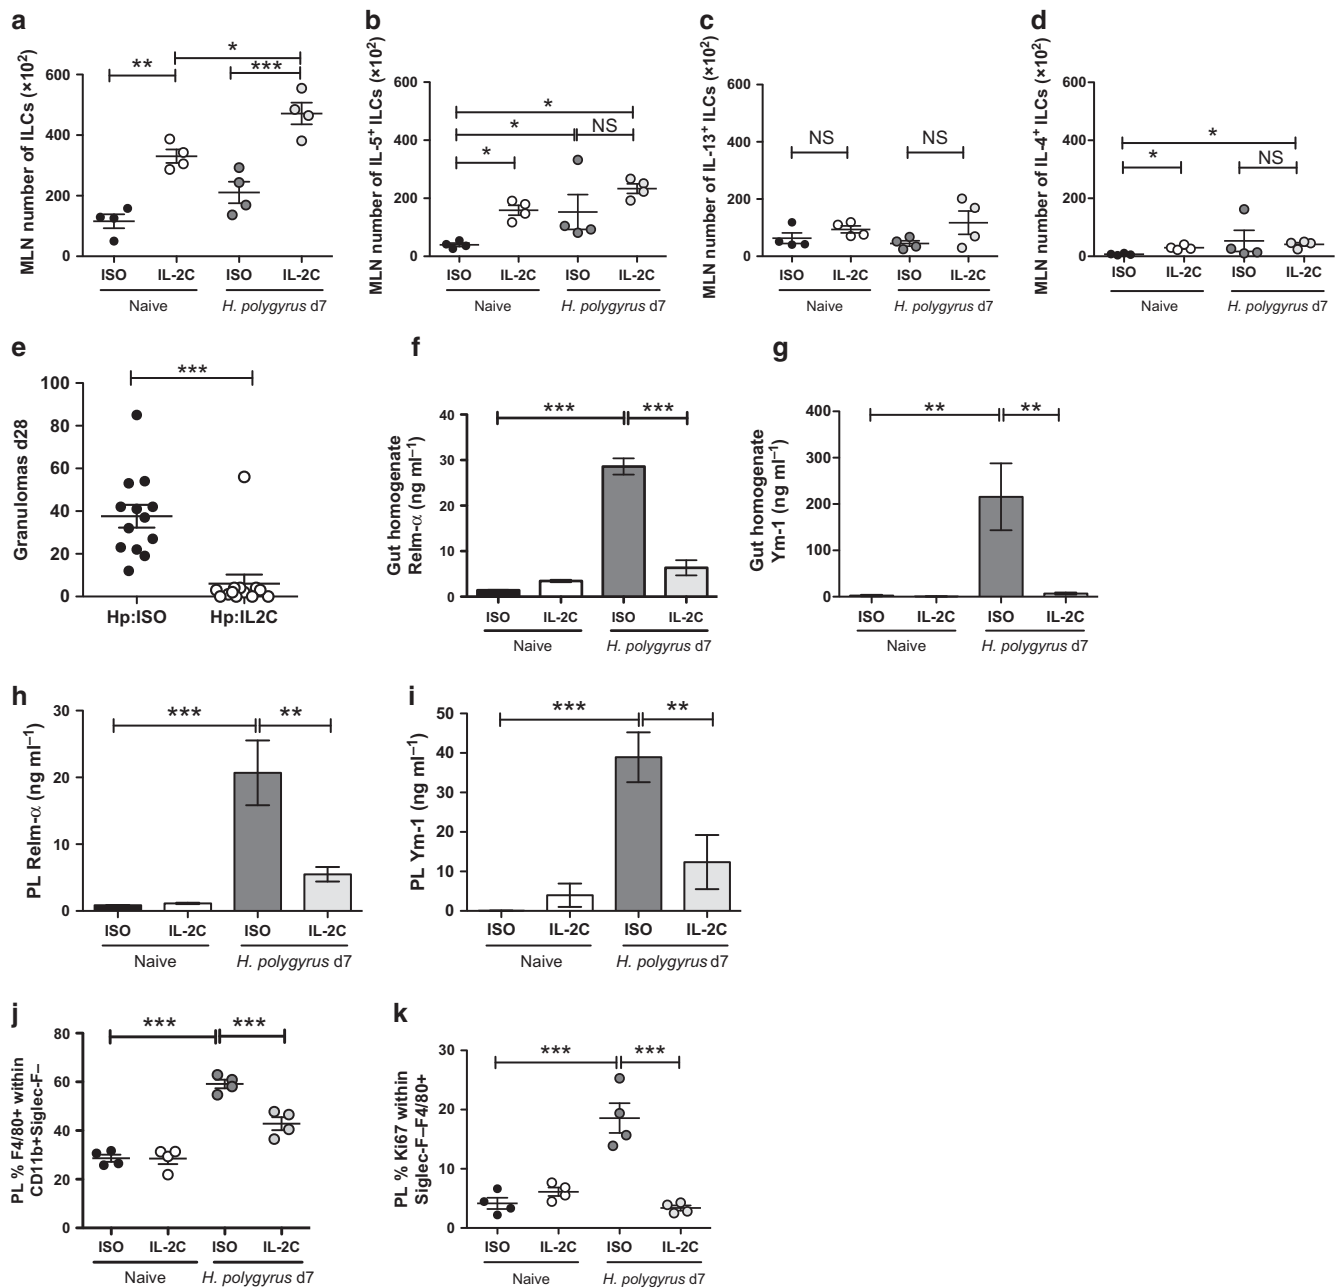 a
MLN number of ILCs (×10²)
600
400
200
0
**
*
***
ISO IL-2C ISO IL-2C
Naive H. polygyrus d7
b
MLN number of IL-5⁺ ILCs (×10²)
600
400
200
0
*
*
NS
*
ISO IL-2C ISO IL-2C
Naive H. polygyrus d7
c
MLN number of IL-13⁺ ILCs (×10²)
600
400
200
0
NS NS
ISO IL-2C ISO IL-2C
Naive H. polygyrus d7
d
MLN number of IL-4⁺ ILCs (×10²)
600
400
200
0
*
*
NS
ISO IL-2C ISO IL-2C
Naive H. polygyrus d7
e
Granulomas d28
100
80
60
40
20
0
***
Hp:ISO Hp:IL2C
f
Gut homogenate
Relm-α (ng ml⁻¹)
40
30
20
10
0
*** ***
ISO IL-2C ISO IL-2C
Naive H. polygyrus d7
g
Gut homogenate
Ym-1 (ng ml⁻¹)
400
300
200
100
0
** **
ISO IL-2C ISO IL-2C
Naive H. polygyrus d7
h
PL Relm-α (ng ml⁻¹)
30
20
10
0
*** **
ISO IL-2C ISO IL-2C
Naive H. polygyrus d7
i
PL Ym-1 (ng ml⁻¹)
50
40
30
20
10
0
*** **
ISO IL-2C ISO IL-2C
Naive H. polygyrus d7
j
PL % F4/80+ within
CD11b+Siglec-F–
80
60
40
20
0
*** ***
ISO IL-2C ISO IL-2C
Naive H. polygyrus d7
k
PL % Ki67 within
Siglec-F–F4/80+
30
20
10
0
*** ***
ISO IL-2C ISO IL-2C
Naive H. polygyrus d7